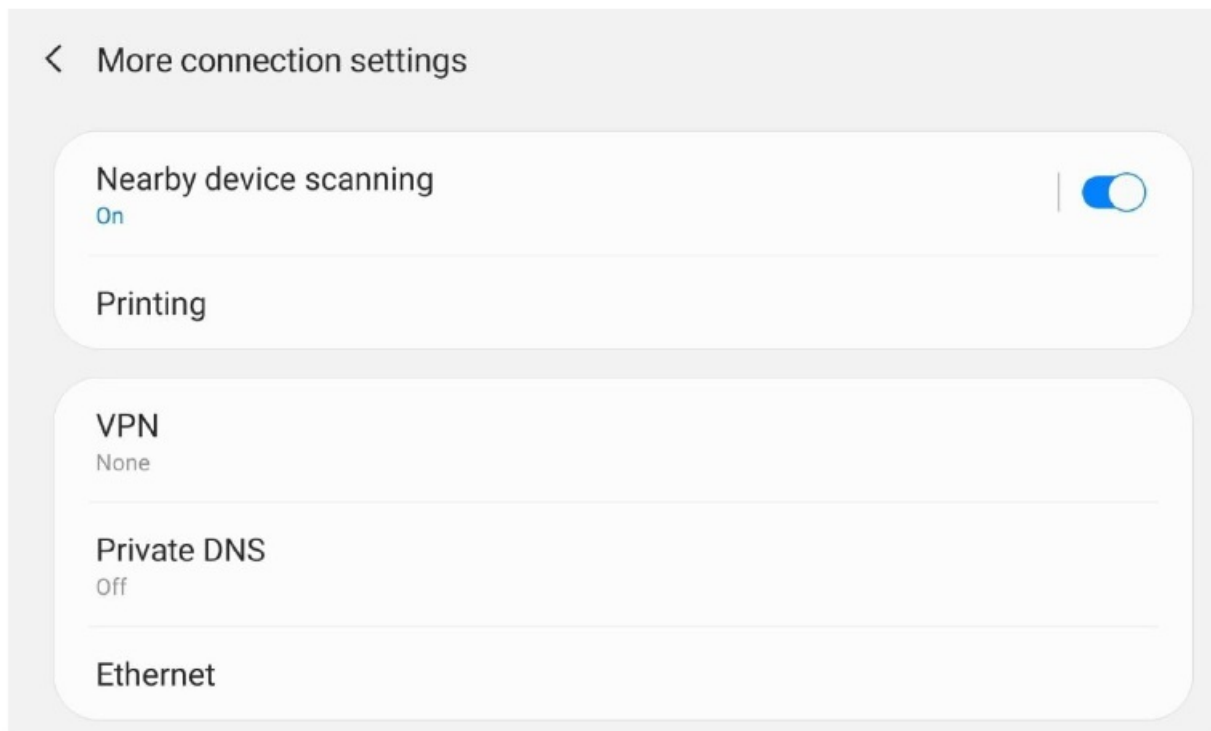 More connection settings
Nearby device scanning
On
Printing
VPN
None
Private DNS
Off
Ethernet